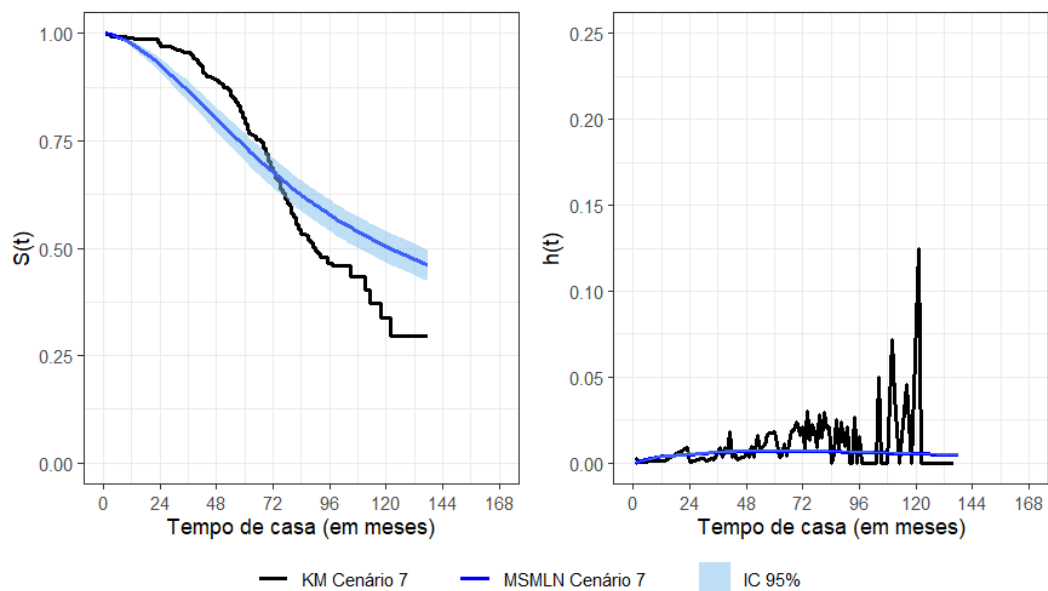 S(t)
1.00
0.75
0.50
0.25
0.00
0 24 48 72 96 120 144 168
Tempo de casa (em meses)
h(t)
0.25
0.20
0.15
0.10
0.05
0.00
0 24 48 72 96 120 144 168
Tempo de casa (em meses)
KM Cenário 7 MSMLN Cenário 7 IC 95%